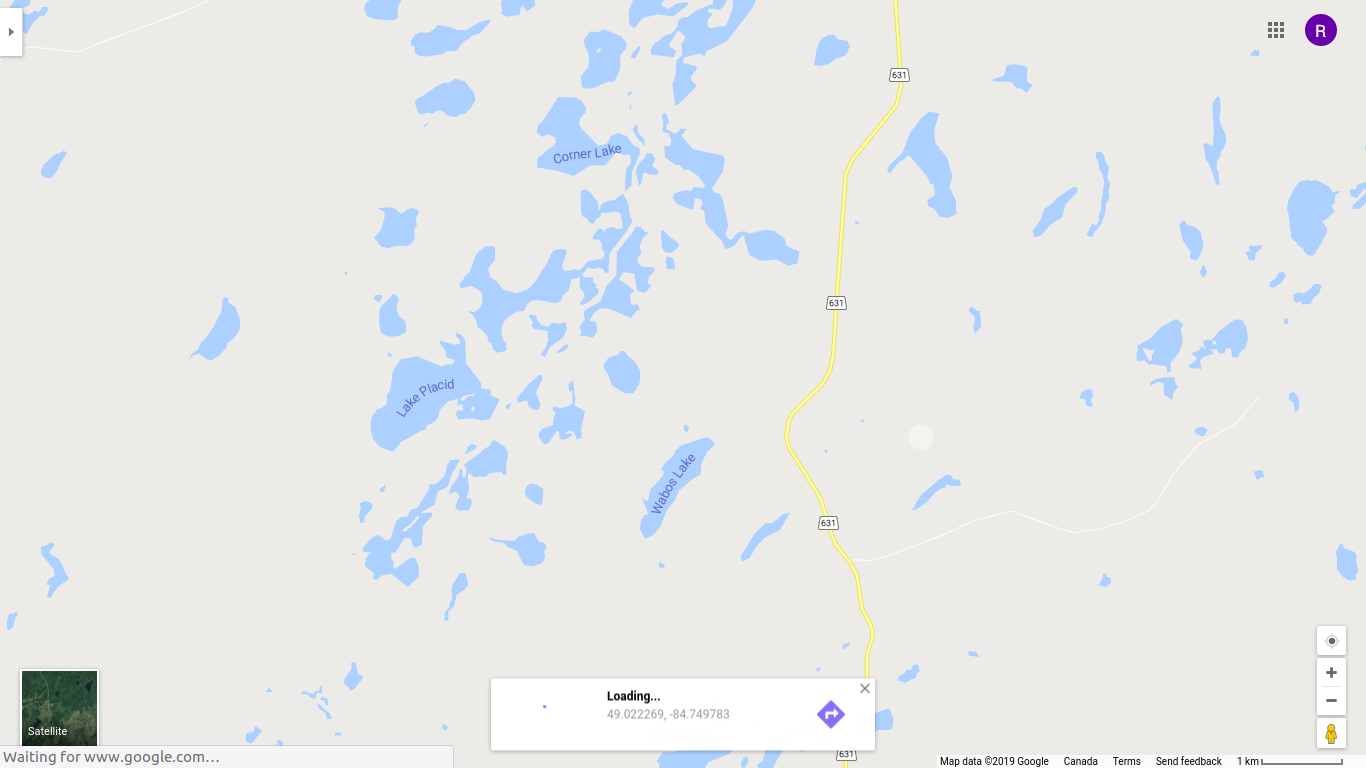 R
631
Corner Lake
631
Lake Placid
Wabos Lake
631
Loading...
49.022269, -84.749783
Satellite
631
Waiting for www.google.com…
Map data ©2019 Google Canada Terms Send feedback 1 km